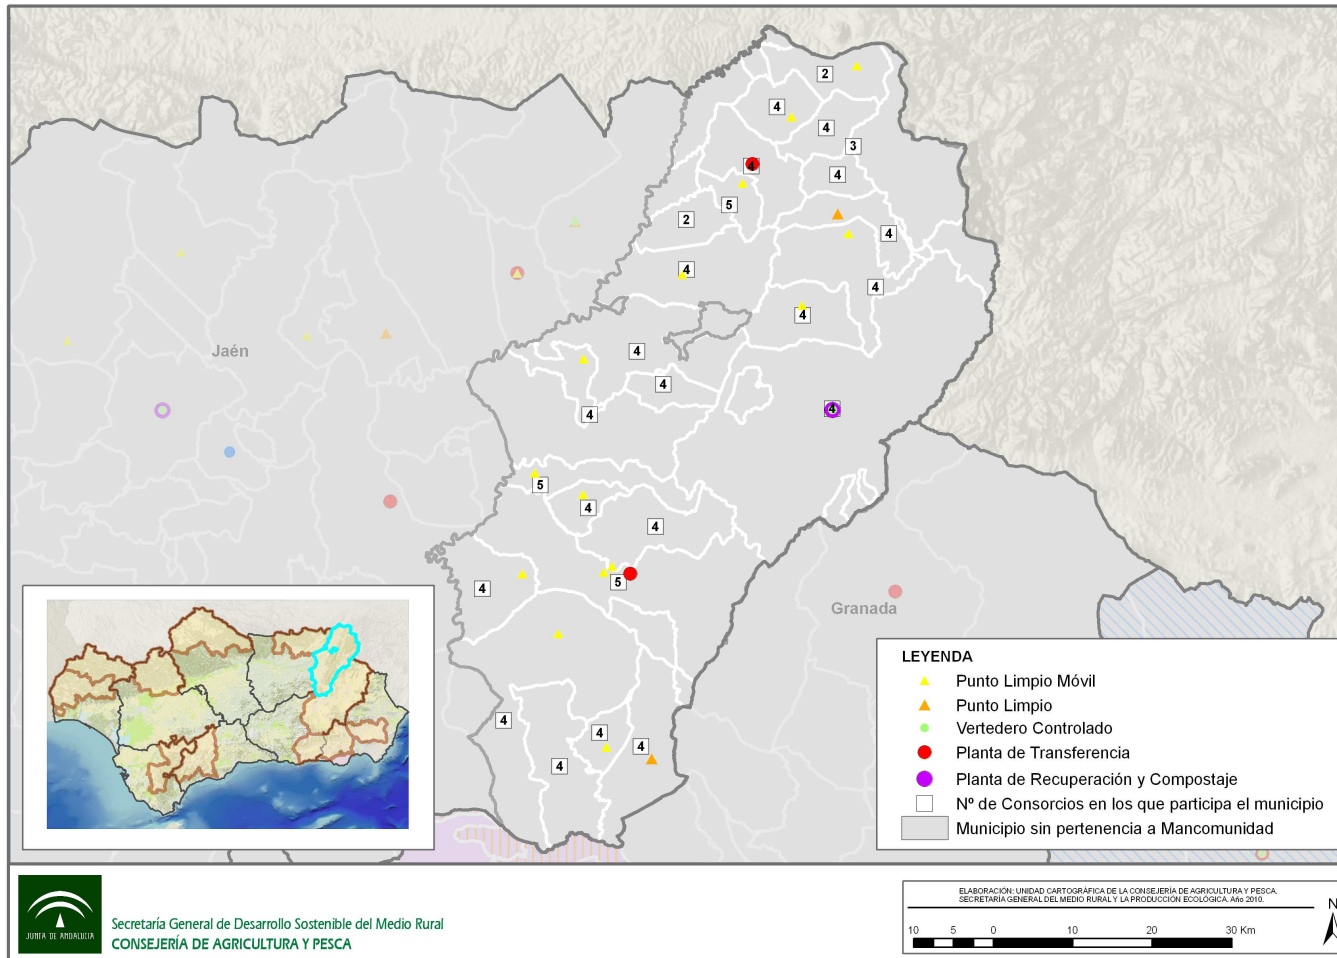 2
4
4
3
4
4
5
2
4
4
4
4
Jaén
4
4
4
4
5
4
4
5
4
Granada
4
4
4
4
LEYENDA
Punto Limpio Móvil
Punto Limpio
Vertedero Controlado
Planta de Transferencia
Planta de Recuperación y Compostaje
Nº de Consorcios en los que participa el municipio
Municipio sin pertenencia a Mancomunidad
JUNTA DE ANDALUCIA
Secretaría General de Desarrollo Sostenible del Medio Rural
CONSEJERÍA DE AGRICULTURA Y PESCA
ELABORACIÓN: UNIDAD CARTOGRÁFICA DE LA CONSEJERÍA DE AGRICULTURA Y PESCA.
SECRETARÍA GENERAL DEL MEDIO RURAL Y LA PRODUCCIÓN ECOLÓGICA. Año 2010.
10 5 0 10 20 30 Km
N